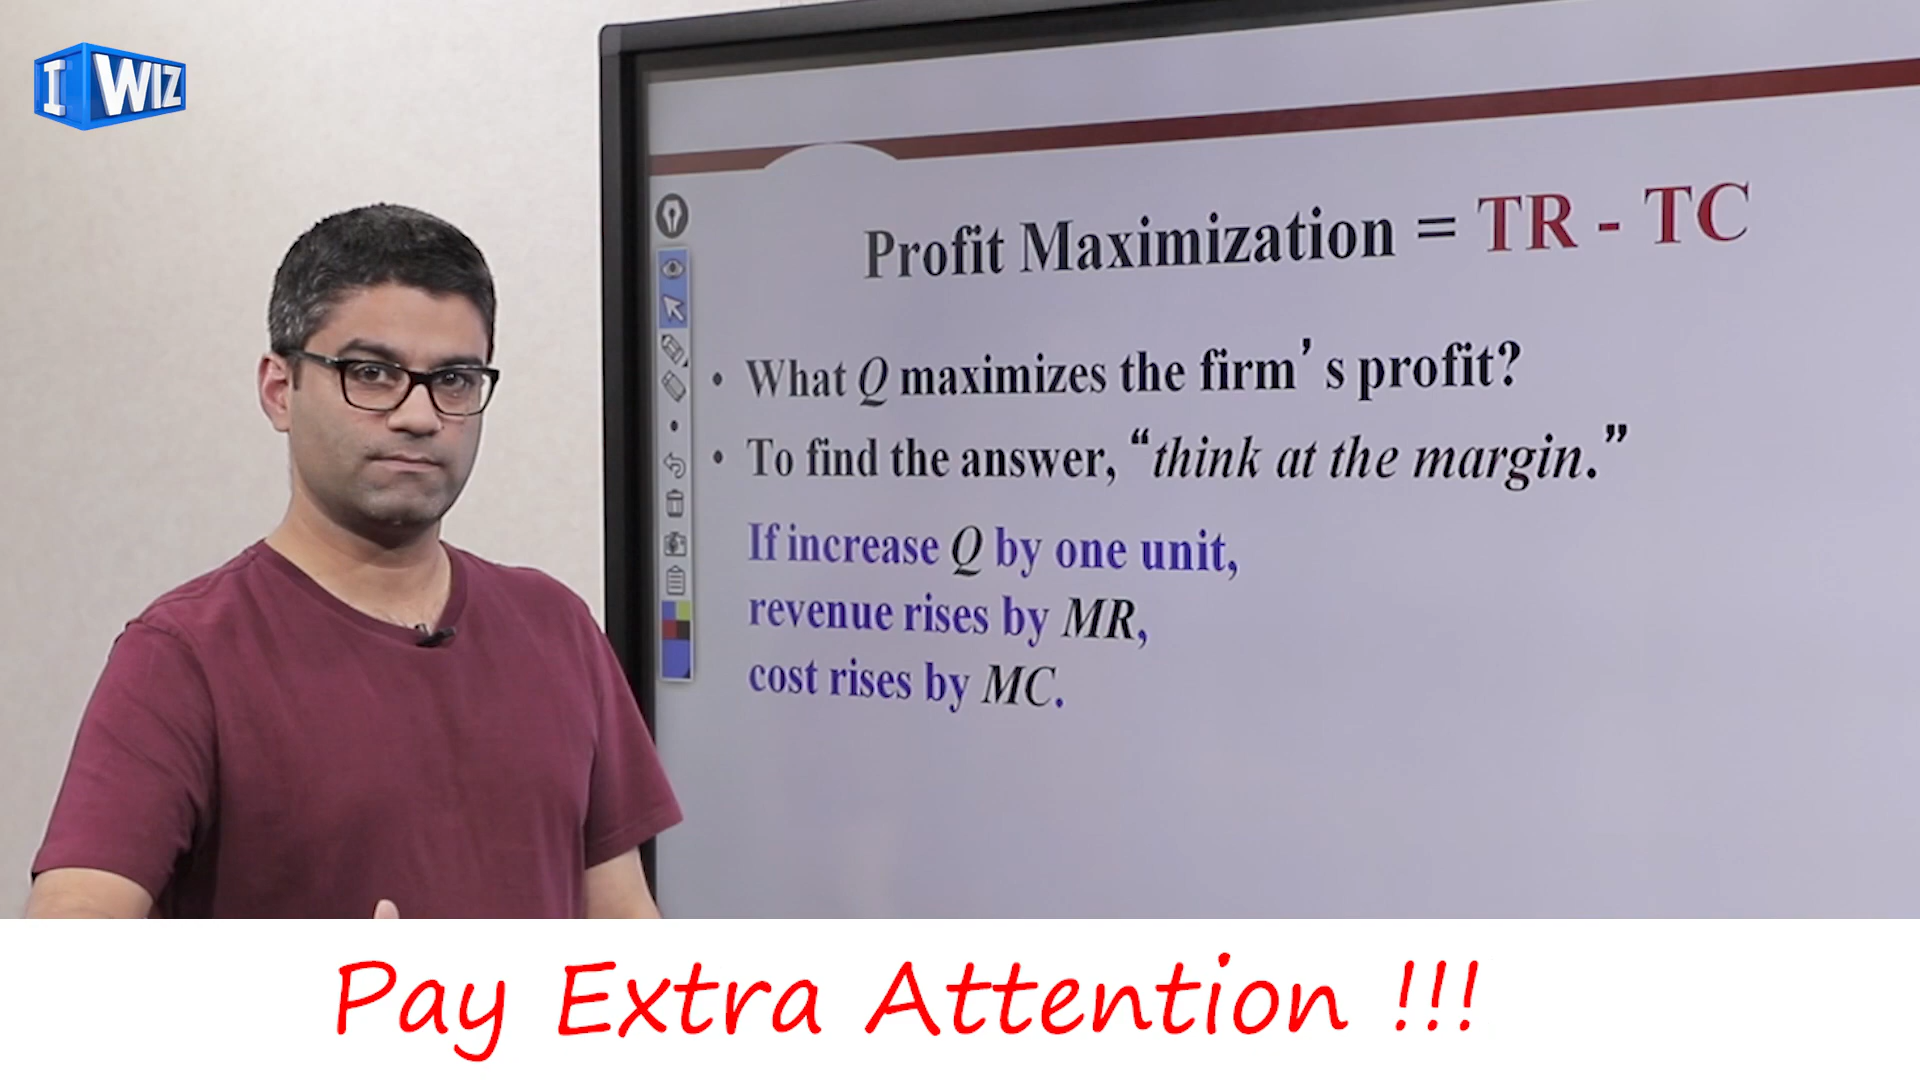 I WIZ
Profit Maximization = TR - TC
• What Q maximizes the firm’s profit?
• To find the answer, “think at the margin.”
If increase Q by one unit,
revenue rises by MR,
cost rises by MC.
Pay Extra Attention !!!